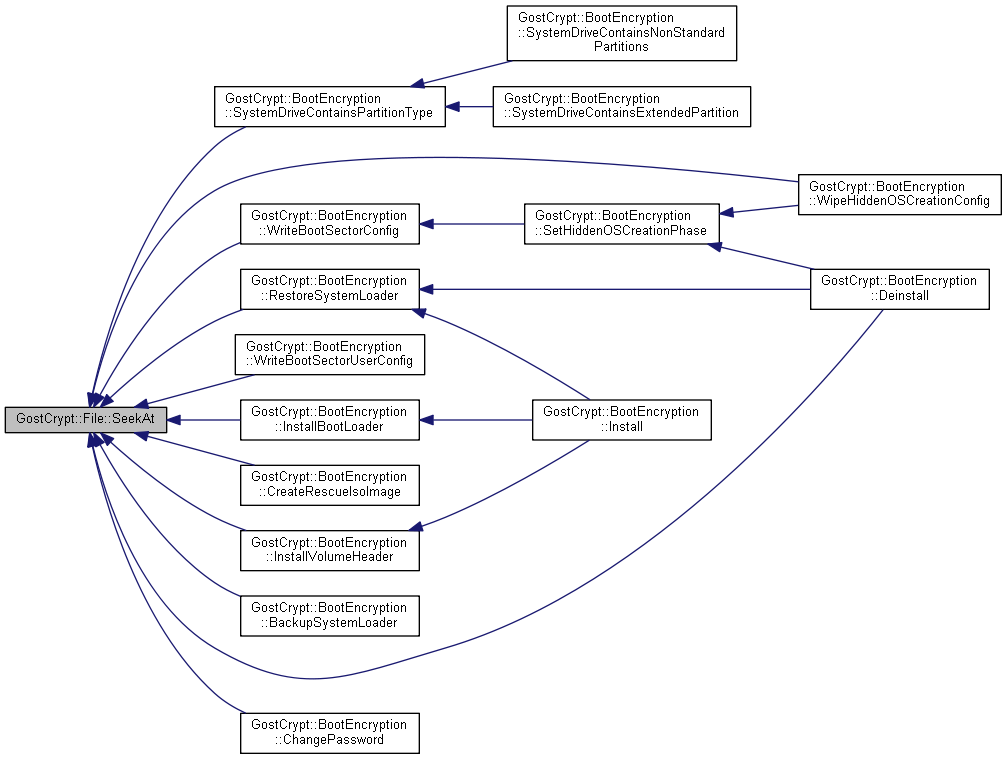 GostCrypt::BootEncryption
::SystemDriveContainsNonStandard
Partitions
GostCrypt::BootEncryption
::SystemDriveContainsPartitionType
GostCrypt::BootEncryption
::SystemDriveContainsExtendedPartition
GostCrypt::BootEncryption
::WipeHiddenOSCreationConfig
GostCrypt::BootEncryption
::WriteBootSectorConfig
GostCrypt::BootEncryption
::SetHiddenOSCreationPhase
GostCrypt::BootEncryption
::RestoreSystemLoader
GostCrypt::BootEncryption
::Deinstall
GostCrypt::BootEncryption
::WriteBootSectorUserConfig
GostCrypt::File::SeekAt
GostCrypt::BootEncryption
::InstallBootLoader
GostCrypt::BootEncryption
::Install
GostCrypt::BootEncryption
::CreateRescueIsoImage
GostCrypt::BootEncryption
::InstallVolumeHeader
GostCrypt::BootEncryption
::BackupSystemLoader
GostCrypt::BootEncryption
::ChangePassword